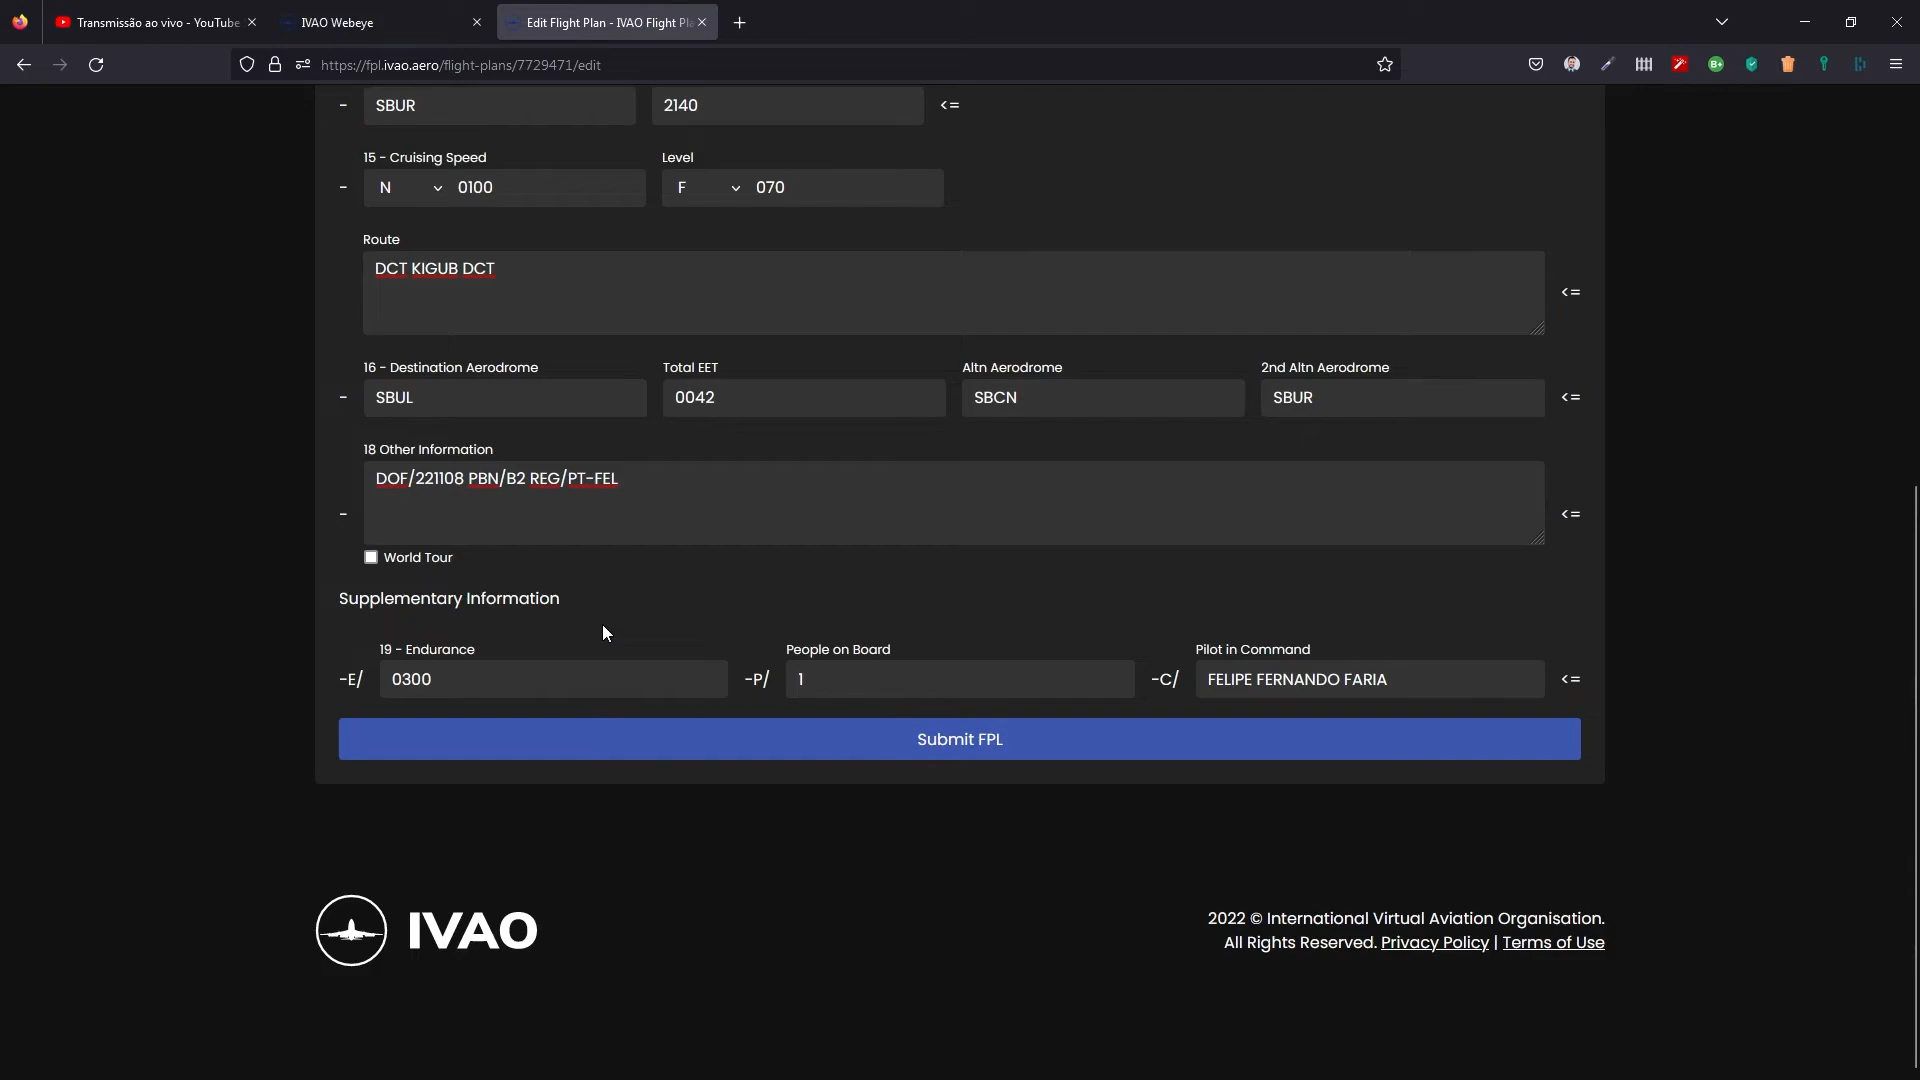 Transmissão ao vivo - YouTube
IVAO Webeye
Edit Flight Plan - IVAO Flight Pla
https://fpl.ivao.aero/flight-plans/7729471/edit
- SBUR 2140 <=
15 - Cruising Speed Level
- N 0100 F 070
Route
DCT KIGUB DCT
<=
16 - Destination Aerodrome Total EET Altn Aerodrome 2nd Altn Aerodrome
- SBUL 0042 SBCN SBUR <=
18 Other Information
DOF/221108 PBN/B2 REG/PT-FEL
- <=
World Tour
Supplementary Information
19 - Endurance People on Board Pilot in Command
-E/ 0300 -P/ 1 -C/ FELIPE FERNANDO FARIA <=
Submit FPL
IVAO
2022 © International Virtual Aviation Organisation.
All Rights Reserved. Privacy Policy | Terms of Use